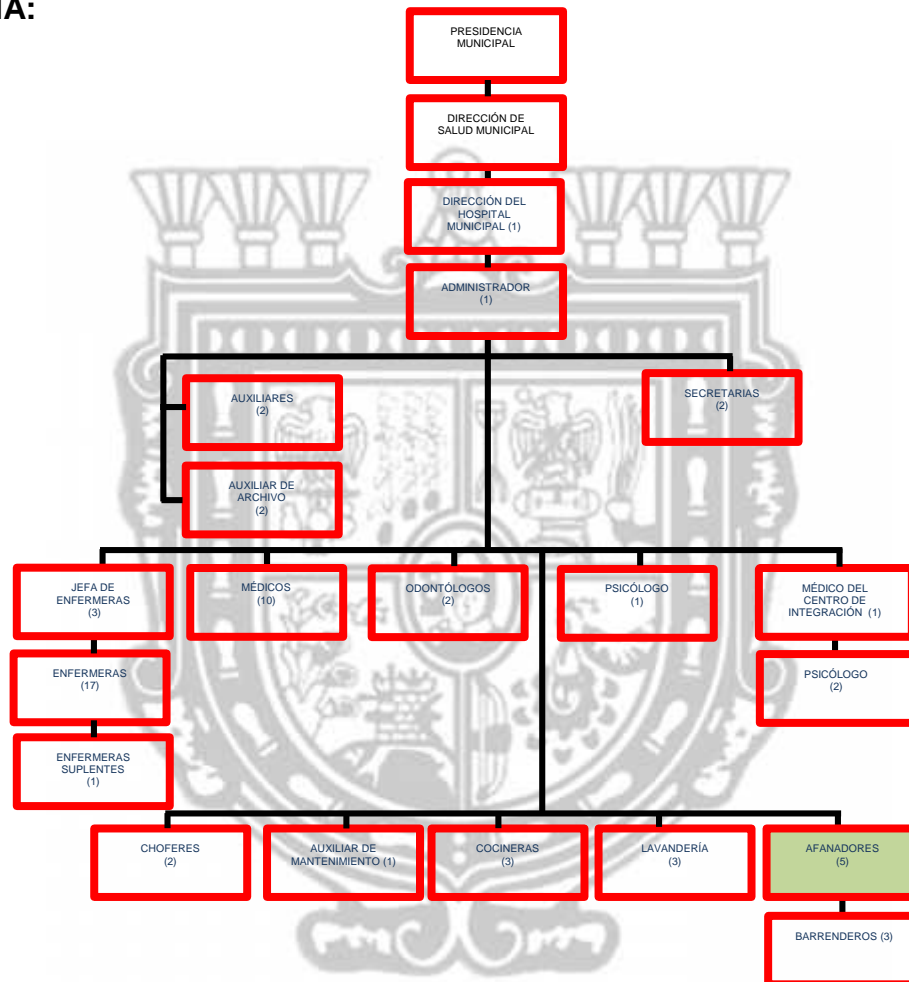 PRESIDENCIA
MUNICIPAL
DIRECCIÓN DE
SALUD MUNICIPAL
DIRECCIÓN DEL
HOSPITAL
MUNICIPAL (1)
ADMINISTRADOR
(1)
AUXILIARES
(2)
SECRETARIAS
(2)
AUXILIAR DE
ARCHIVO
(2)
JEFA DE
ENFERMERAS
(3)
MÉDICOS
(10)
ODONTÓLOGOS
(2)
PSICÓLOGO
(1)
MÉDICO DEL
CENTRO DE
INTEGRACIÓN (1)
ENFERMERAS
(17)
PSICÓLOGO
(2)
ENFERMERAS
SUPLENTES
(1)
CHOFERES
(2)
AUXILIAR DE
MANTENIMIENTO (1)
COCINERAS
(3)
LAVANDERÍA
(3)
AFANADORES
(5)
BARRENDEROS (3)